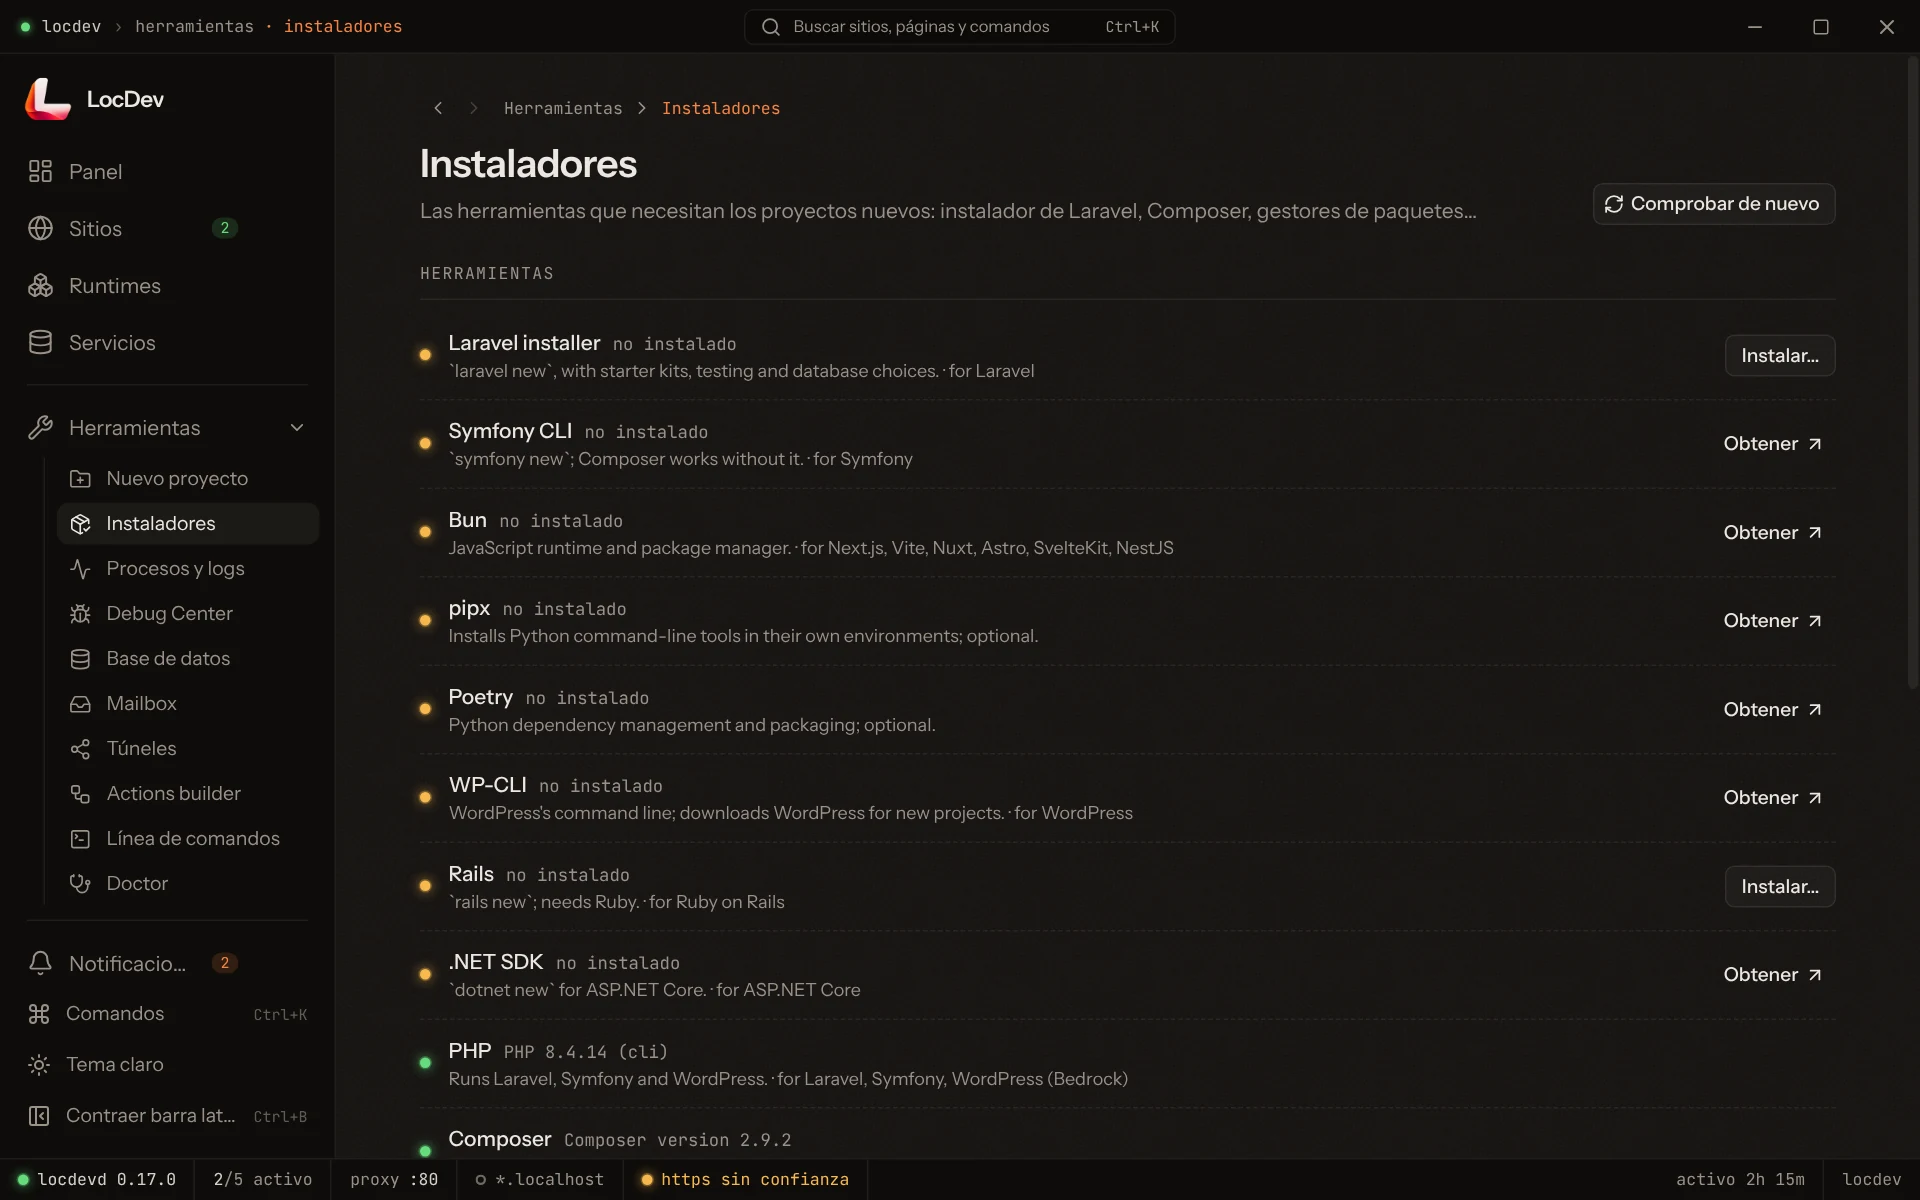 locdev › herramientas · instaladores
Buscar sitios, páginas y comandos Ctrl+K
LocDev
Panel
Sitios 2
Runtimes
Servicios
Herramientas
Nuevo proyecto
Instaladores
Procesos y logs
Debug Center
Base de datos
Mailbox
Túneles
Actions builder
Línea de comandos
Doctor
Notificacio... 2
Comandos Ctrl+K
Tema claro
Contraer barra lat... Ctrl+B
Herramientas > Instaladores
Instaladores
Las herramientas que necesitan los proyectos nuevos: instalador de Laravel, Composer, gestores de paquetes...
Comprobar de nuevo
HERRAMIENTAS
Laravel installer no instalado
`laravel new`, with starter kits, testing and database choices. · for Laravel
Instalar...
Symfony CLI no instalado
`symfony new`; Composer works without it. · for Symfony
Obtener
Bun no instalado
JavaScript runtime and package manager. · for Next.js, Vite, Nuxt, Astro, SvelteKit, NestJS
Obtener
pipx no instalado
Installs Python command-line tools in their own environments; optional.
Obtener
Poetry no instalado
Python dependency management and packaging; optional.
Obtener
WP-CLI no instalado
WordPress's command line; downloads WordPress for new projects. · for WordPress
Obtener
Rails no instalado
`rails new`; needs Ruby. · for Ruby on Rails
Instalar...
.NET SDK no instalado
`dotnet new` for ASP.NET Core. · for ASP.NET Core
Obtener
PHP PHP 8.4.14 (cli)
Runs Laravel, Symfony and WordPress. · for Laravel, Symfony, WordPress (Bedrock)
Composer Composer version 2.9.2
locdevd 0.17.0 2/5 activo proxy :80 *.localhost https sin confianza activo 2h 15m locdev